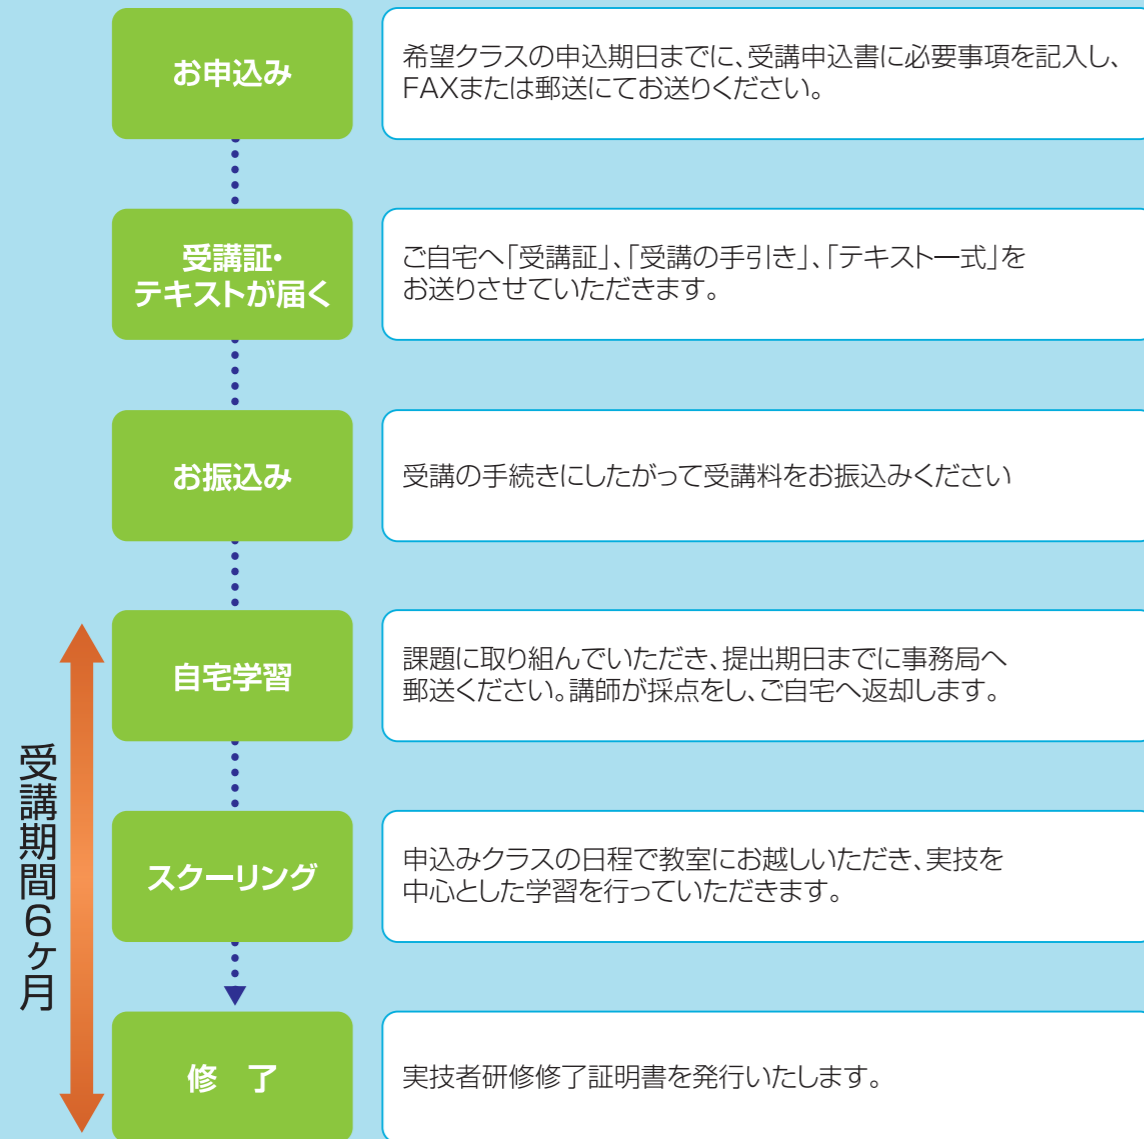 お申込み
希望クラスの申込期日までに、受講申込書に必要事項を記入し、
FAXまたは郵送にてお送りください。
受講証・
テキストが届く
ご自宅へ「受講証」、「受講の手引き」、「テキスト一式」を
お送りさせていただきます。
お振込み
受講の手続きにしたがって受講料をお振込みください
受講期間6ヶ月
自宅学習
課題に取り組んでいただき、提出期日までに事務局へ
郵送ください。講師が採点をし、ご自宅へ返却します。
スクーリング
申込みクラスの日程で教室にお越しいただき、実技を
中心とした学習を行っていただきます。
修　了
実技者研修修了証明書を発行いたします。